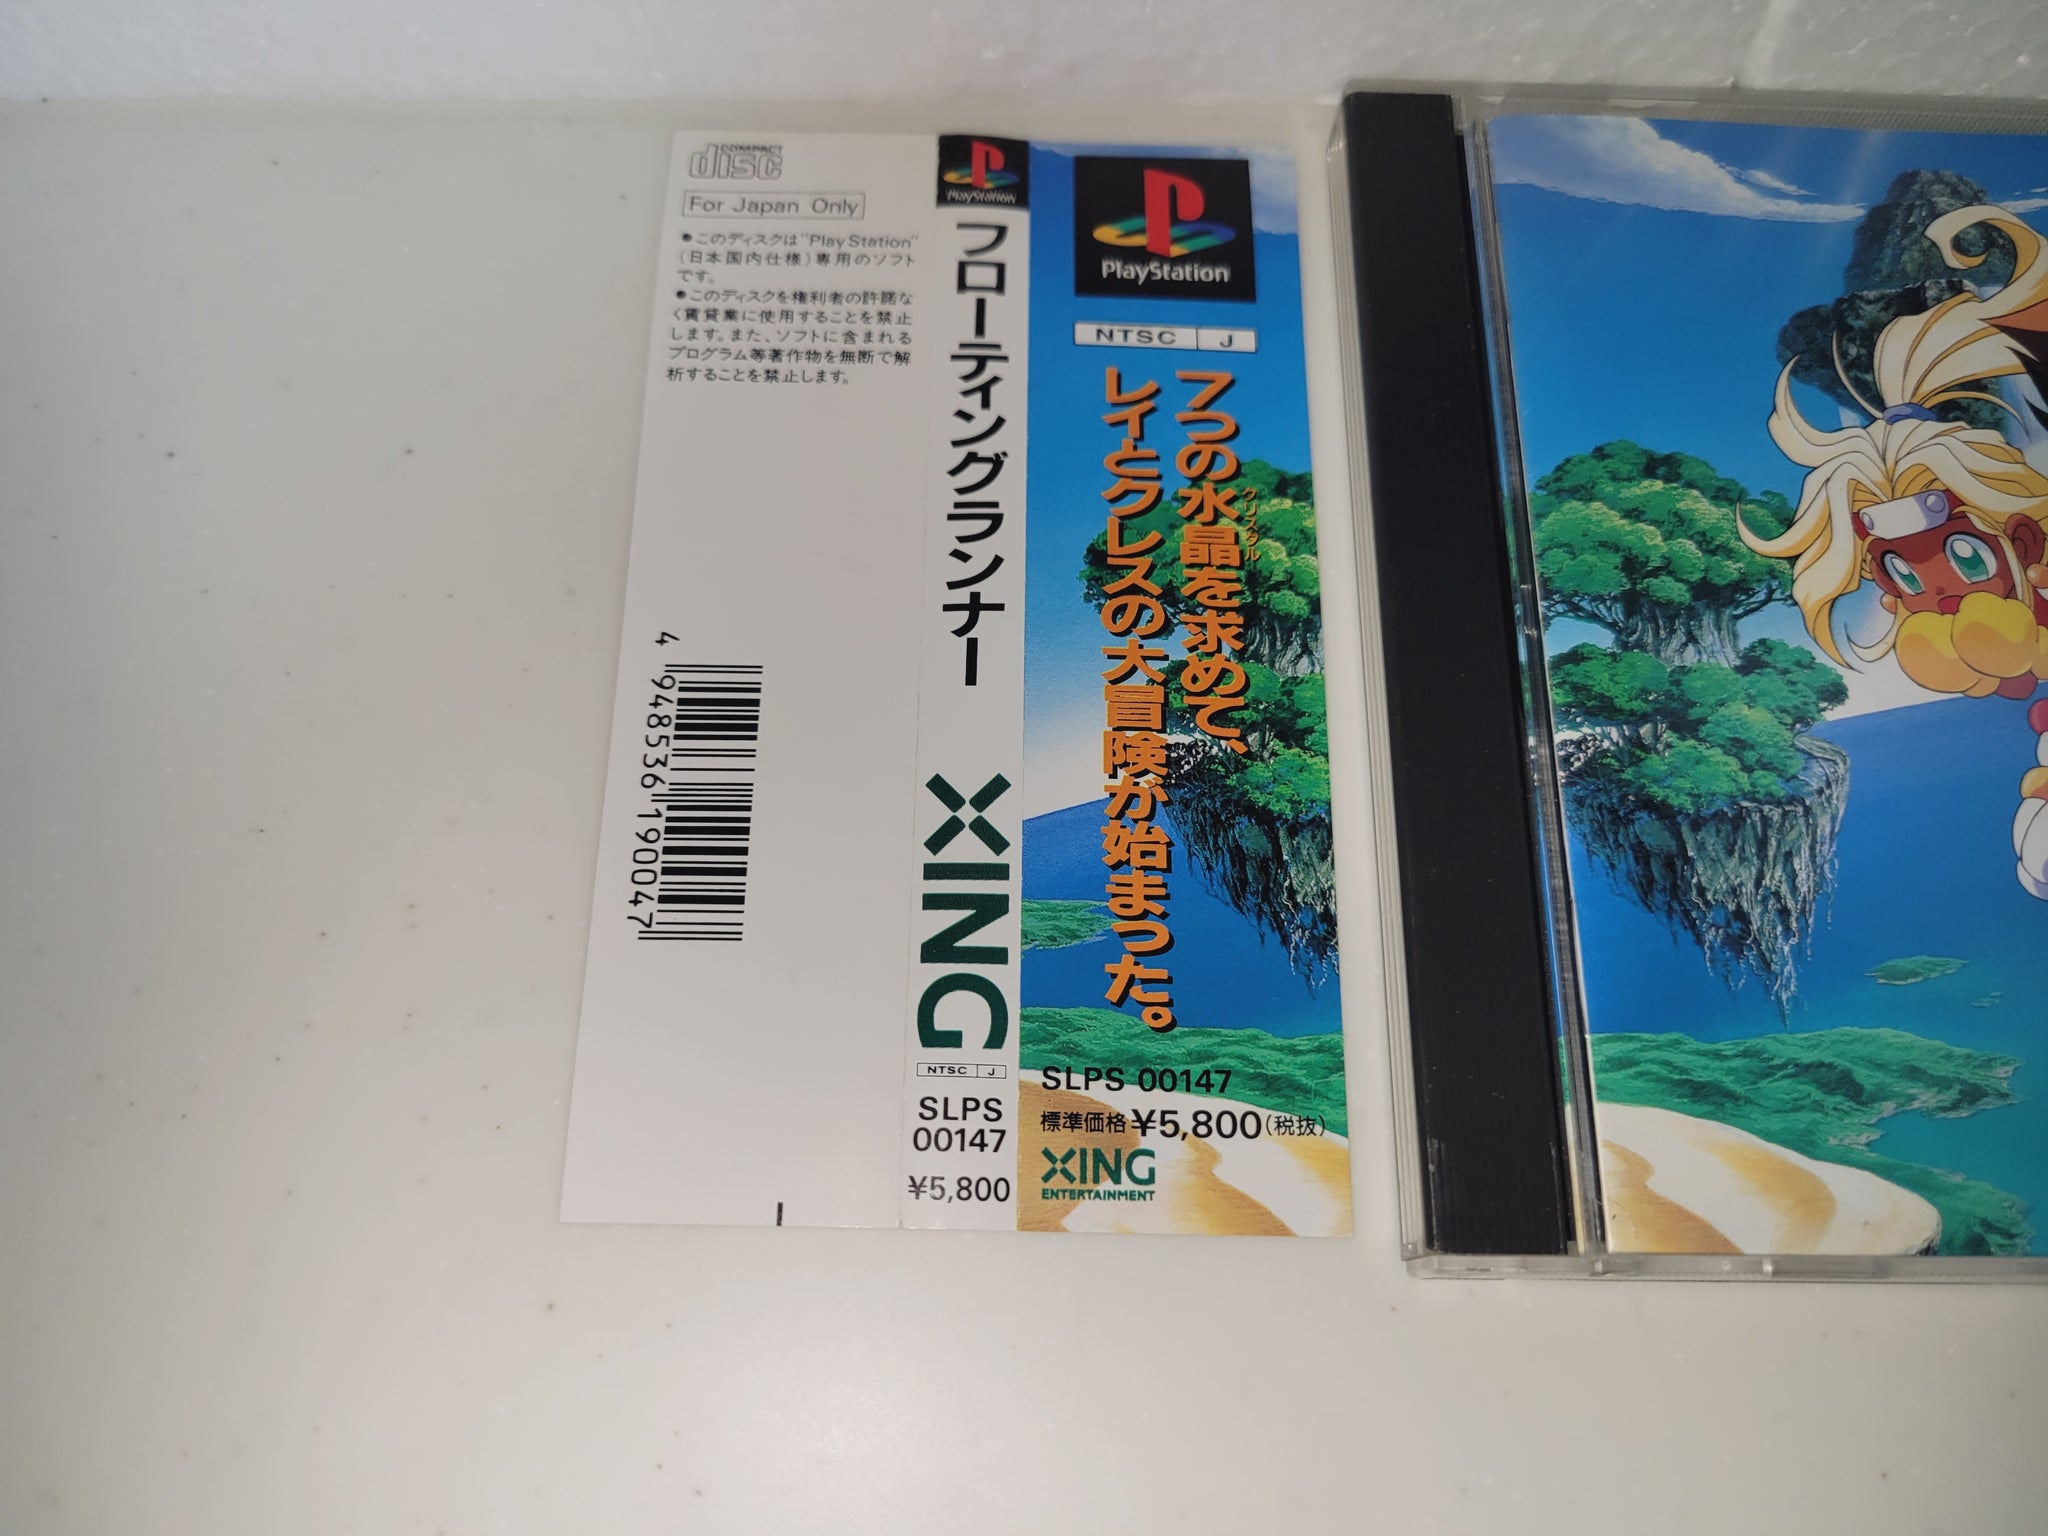 COMPACT
disc
For Japan Only
●このディスクは"PlayStation"
(日本国内仕様)専用のソフト
です。
●このディスクを権利者の許諾な
く賃貸業に使用することを禁止
します。また、ソフトに含まれる
プログラム等著作物を無断で解
析することを禁止します。
4 948536 190047
PlayStation
フローティングランナー
XING
NTSC J
SLPS
00147
¥5,800
PlayStation
NTSC J
7つの水晶を求めて、
クリスタル
レイとクレスの大冒険が始まった。
SLPS 00147
標準価格¥5,800(税抜)
XING
ENTERTAINMENT